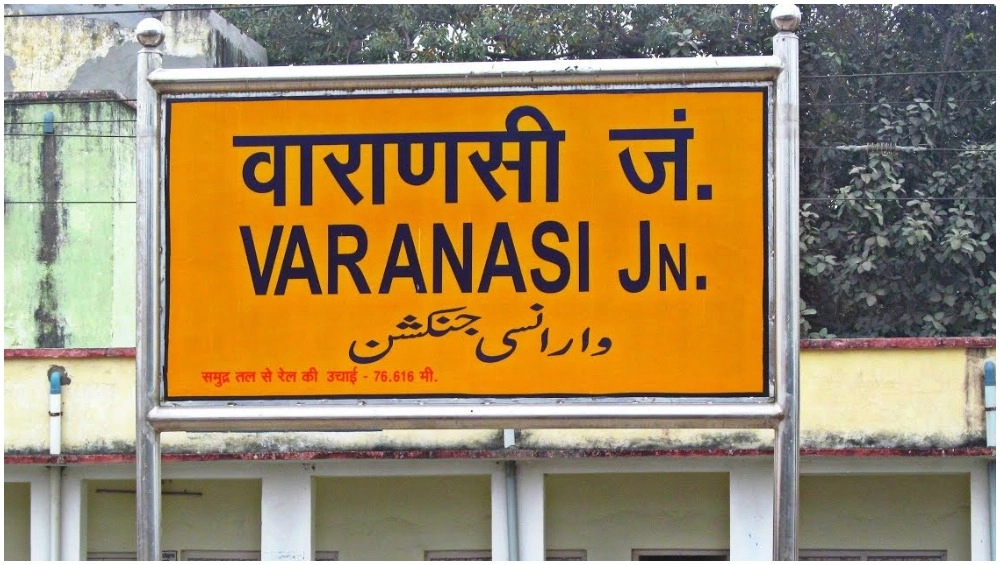 वाराणसी जं.
VARANASI JN.
وارانسی جنکشن
समुद्र तल से रेल की उचाई - 76.616 मी.